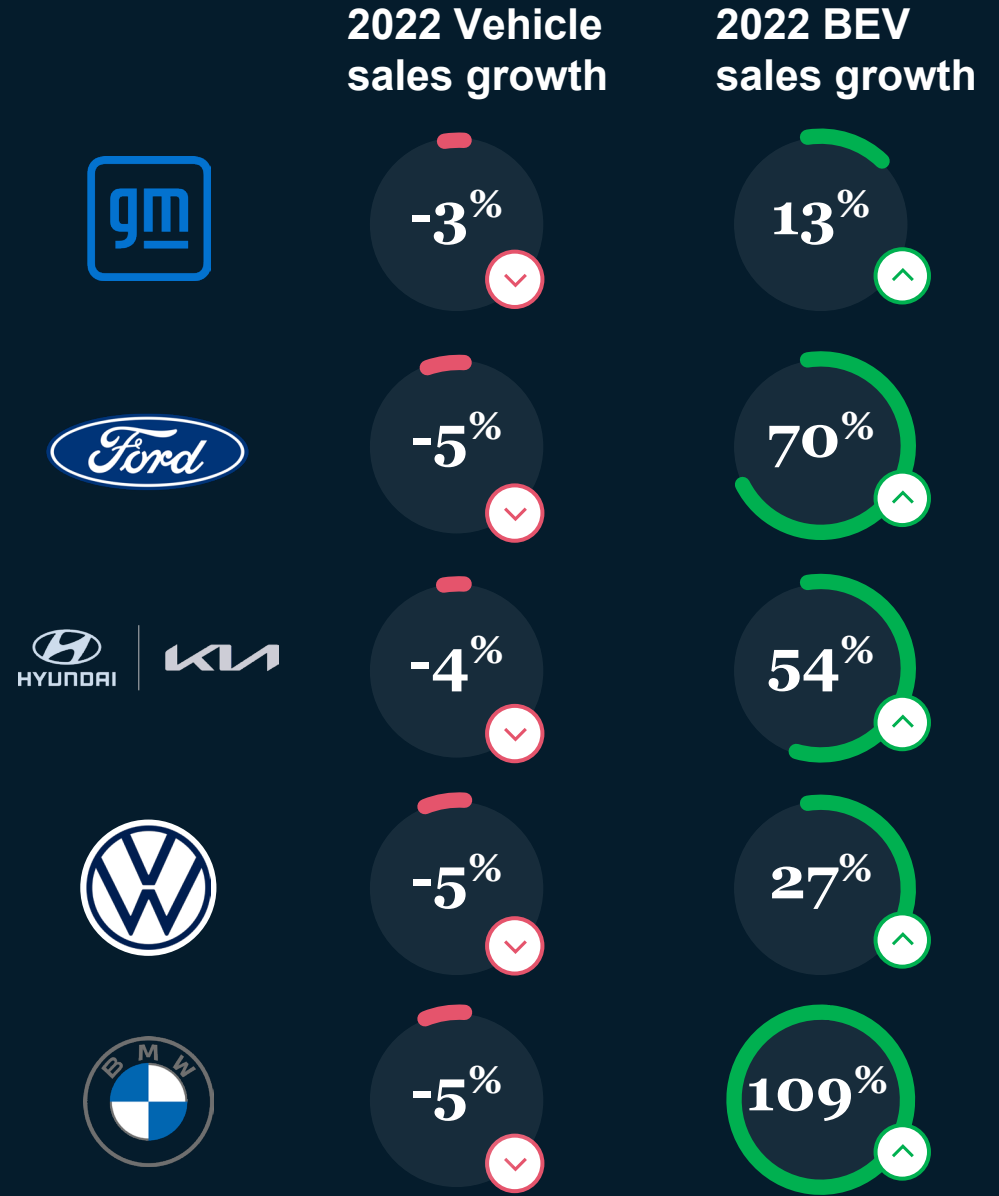 2022 Vehicle
sales growth
2022 BEV
sales growth
gm
-3%
13%
Ford
-5%
70%
HYUNDAI
KIA
-4%
54%
VW
-5%
27%
BMW
-5%
109%